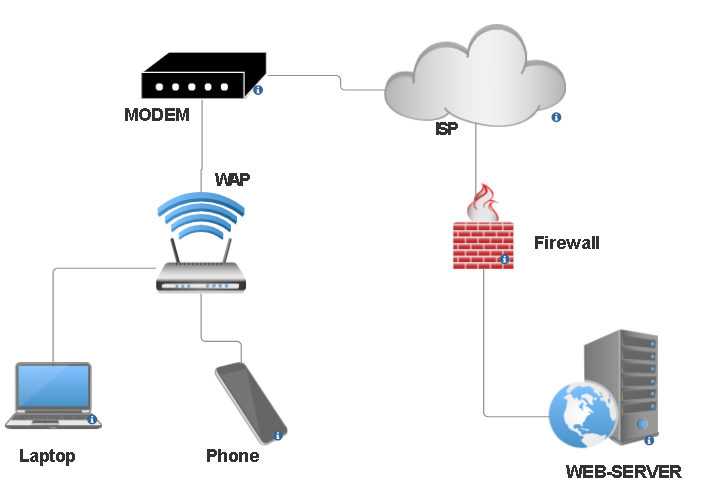 MODEM
ISP
WAP
Firewall
Laptop
Phone
WEB-SERVER